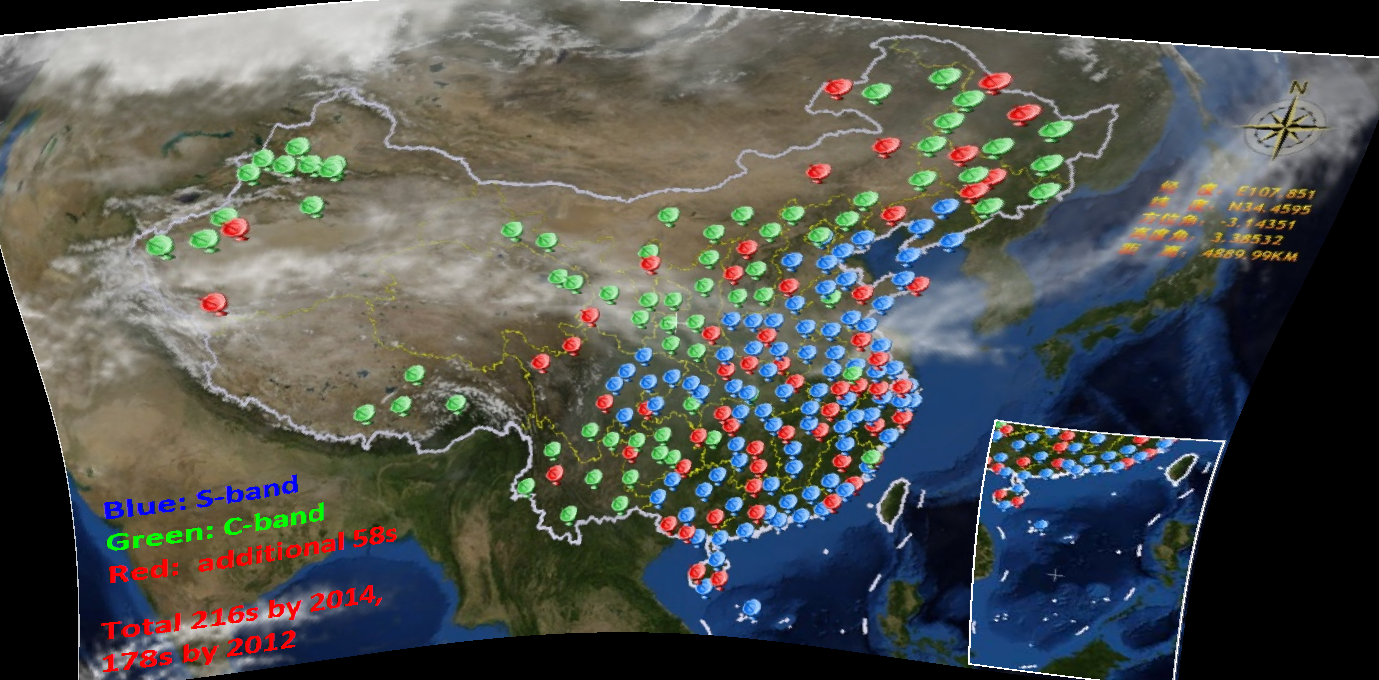 N
经 度: E107.851
纬 度: N34.4595
方位角: -3.14351
高度角: 3.38532
距 离: 4889.99KM
Blue: S-band
Green: C-band
Red: additional 58s
Total 216s by 2014,
178s by 2012